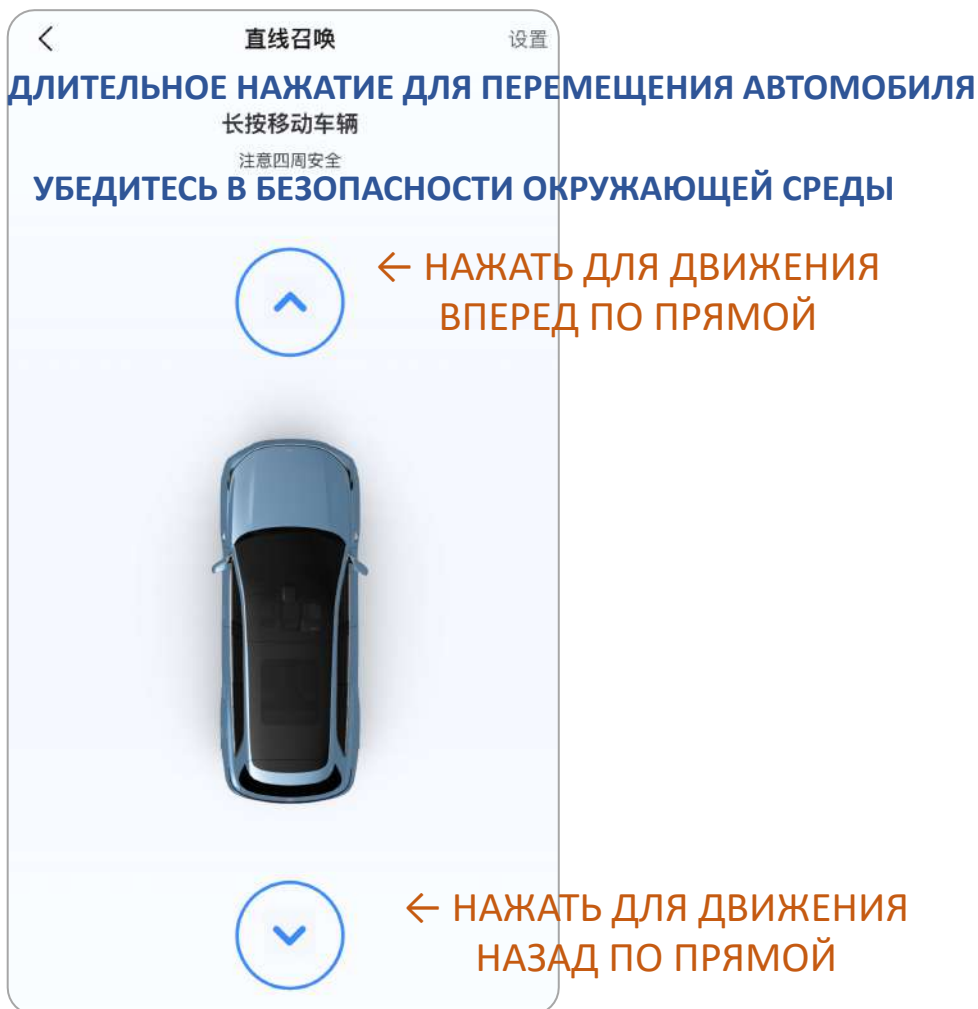 直线召唤 设置
ДЛИТЕЛЬНОЕ НАЖАТИЕ ДЛЯ ПЕРЕМЕЩЕНИЯ АВТОМОБИЛЯ
长按移动车辆
注意四周安全
УБЕДИТЕСЬ В БЕЗОПАСНОСТИ ОКРУЖАЮЩЕЙ СРЕДЫ
← НАЖАТЬ ДЛЯ ДВИЖЕНИЯ
ВПЕРЕД ПО ПРЯМОЙ
← НАЖАТЬ ДЛЯ ДВИЖЕНИЯ
НАЗАД ПО ПРЯМОЙ